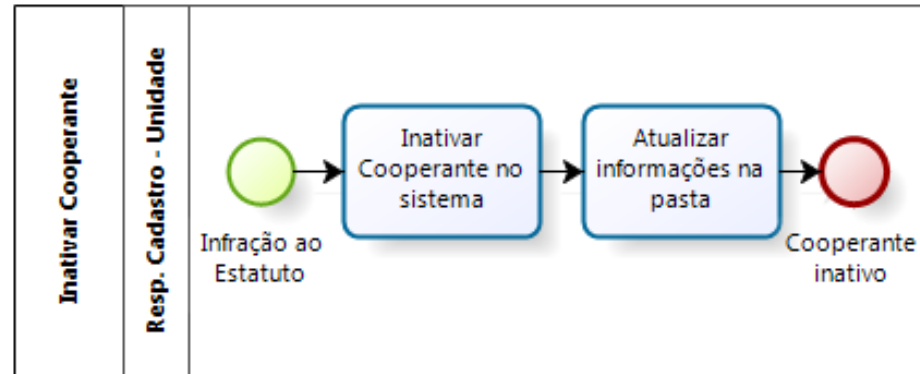 Inativar Cooperante
Resp. Cadastro - Unidade
Infração ao
Estatuto
Inativar
Cooperante no
sistema
Atualizar
informações na
pasta
Cooperante
inativo